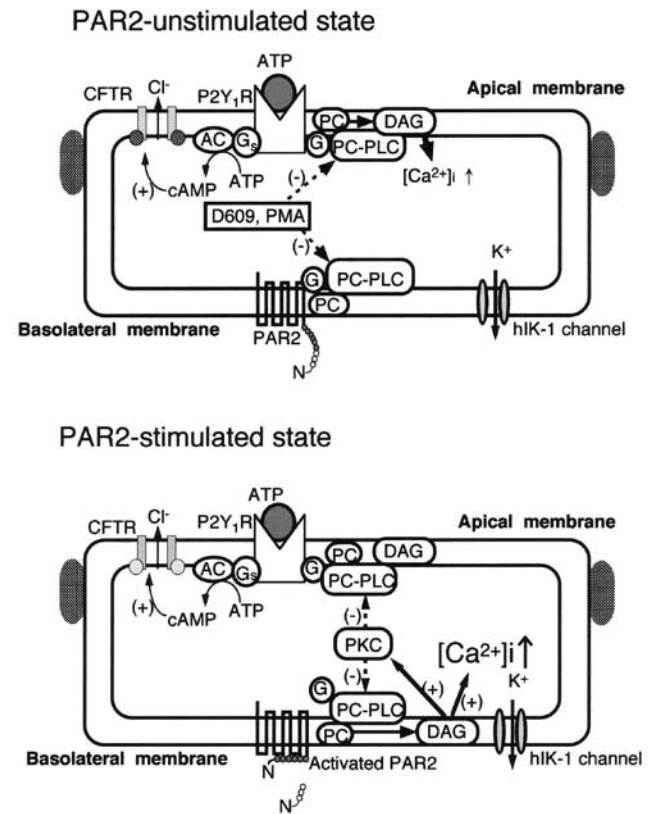 PAR2-unstimulated state
ATP
Cl-
CFTR
P2Y1R
Apical membrane
PC
DAG
AC
Gs
G
PC-PLC
(-)
[Ca2+]i ↑
(+)
cAMP
ATP
D609, PMA
(-)
K+
G
PC-PLC
PC
Basolateral membrane
PAR2
hIK-1 channel
N
PAR2-stimulated state
ATP
Cl-
CFTR
P2Y1R
Apical membrane
PC
DAG
AC
Gs
G
PC-PLC
(+)
cAMP
ATP
(-)
PKC
[Ca2+]i↑
(-)
(+)
(+)
K+
G
PC-PLC
PC
DAG
Basolateral membrane
N
Activated PAR2
hIK-1 channel
N